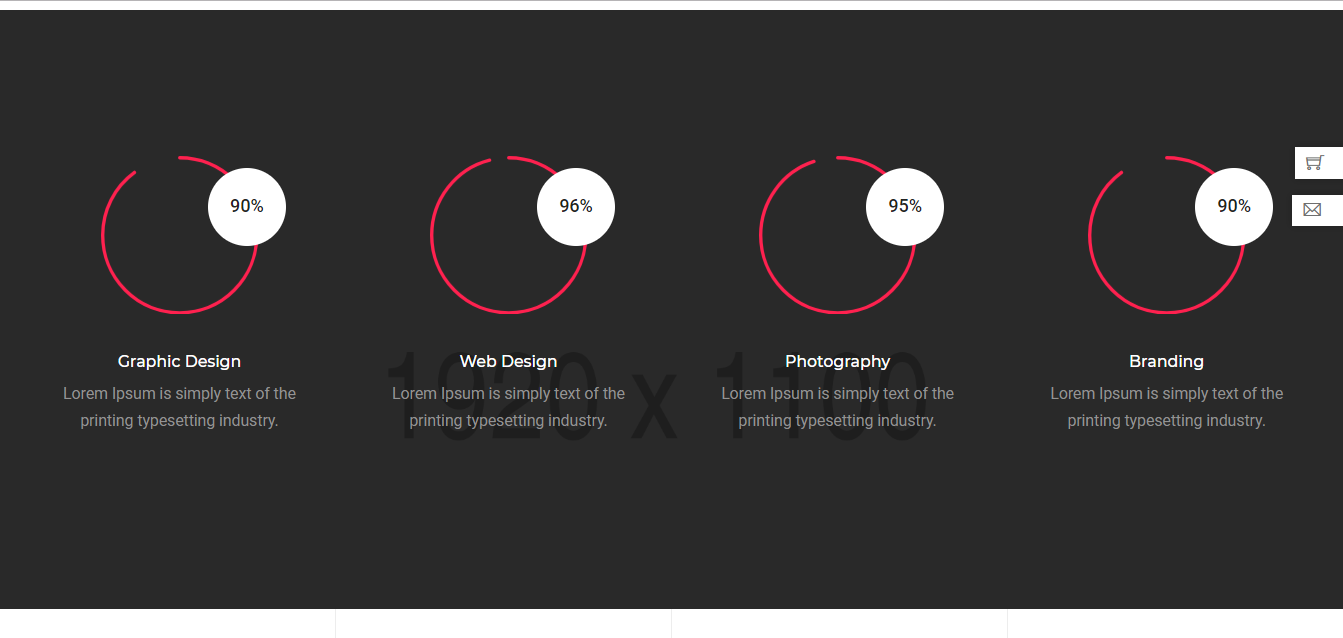 90%
96%
95%
90%
Graphic Design
Web Design
Photography
Branding
1920 x 1100
Lorem Ipsum is simply text of the
printing typesetting industry.
Lorem Ipsum is simply text of the
printing typesetting industry.
Lorem Ipsum is simply text of the
printing typesetting industry.
Lorem Ipsum is simply text of the
printing typesetting industry.